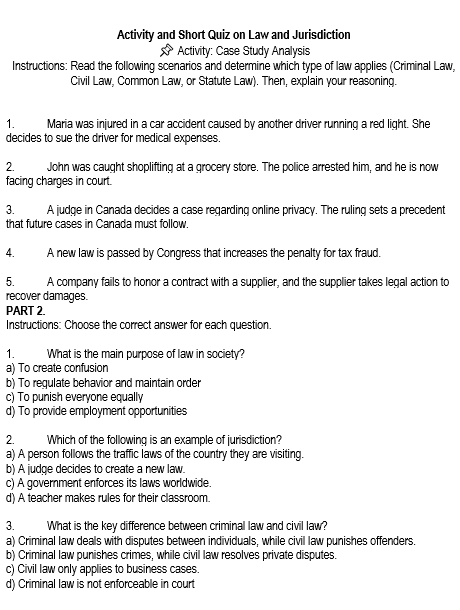 Activity and Short Quiz on Law and Jurisdiction
📌 Activity: Case Study Analysis
Instructions: Read the following scenarios and determine which type of law applies (Criminal Law,
Civil Law, Common Law, or Statute Law). Then, explain your reasoning.
1. Maria was injured in a car accident caused by another driver running a red light. She
decides to sue the driver for medical expenses.
2. John was caught shoplifting at a grocery store. The police arrested him, and he is now
facing charges in court.
3. A judge in Canada decides a case regarding online privacy. The ruling sets a precedent
that future cases in Canada must follow.
4. A new law is passed by Congress that increases the penalty for tax fraud.
5. A company fails to honor a contract with a supplier, and the supplier takes legal action to
recover damages.
PART 2.
Instructions: Choose the correct answer for each question.
1. What is the main purpose of law in society?
a) To create confusion
b) To regulate behavior and maintain order
c) To punish everyone equally
d) To provide employment opportunities
2. Which of the following is an example of jurisdiction?
a) A person follows the traffic laws of the country they are visiting.
b) A judge decides to create a new law.
c) A government enforces its laws worldwide.
d) A teacher makes rules for their classroom.
3. What is the key difference between criminal law and civil law?
a) Criminal law deals with disputes between individuals, while civil law punishes offenders.
b) Criminal law punishes crimes, while civil law resolves private disputes.
c) Civil law only applies to business cases.
d) Criminal law is not enforceable in court